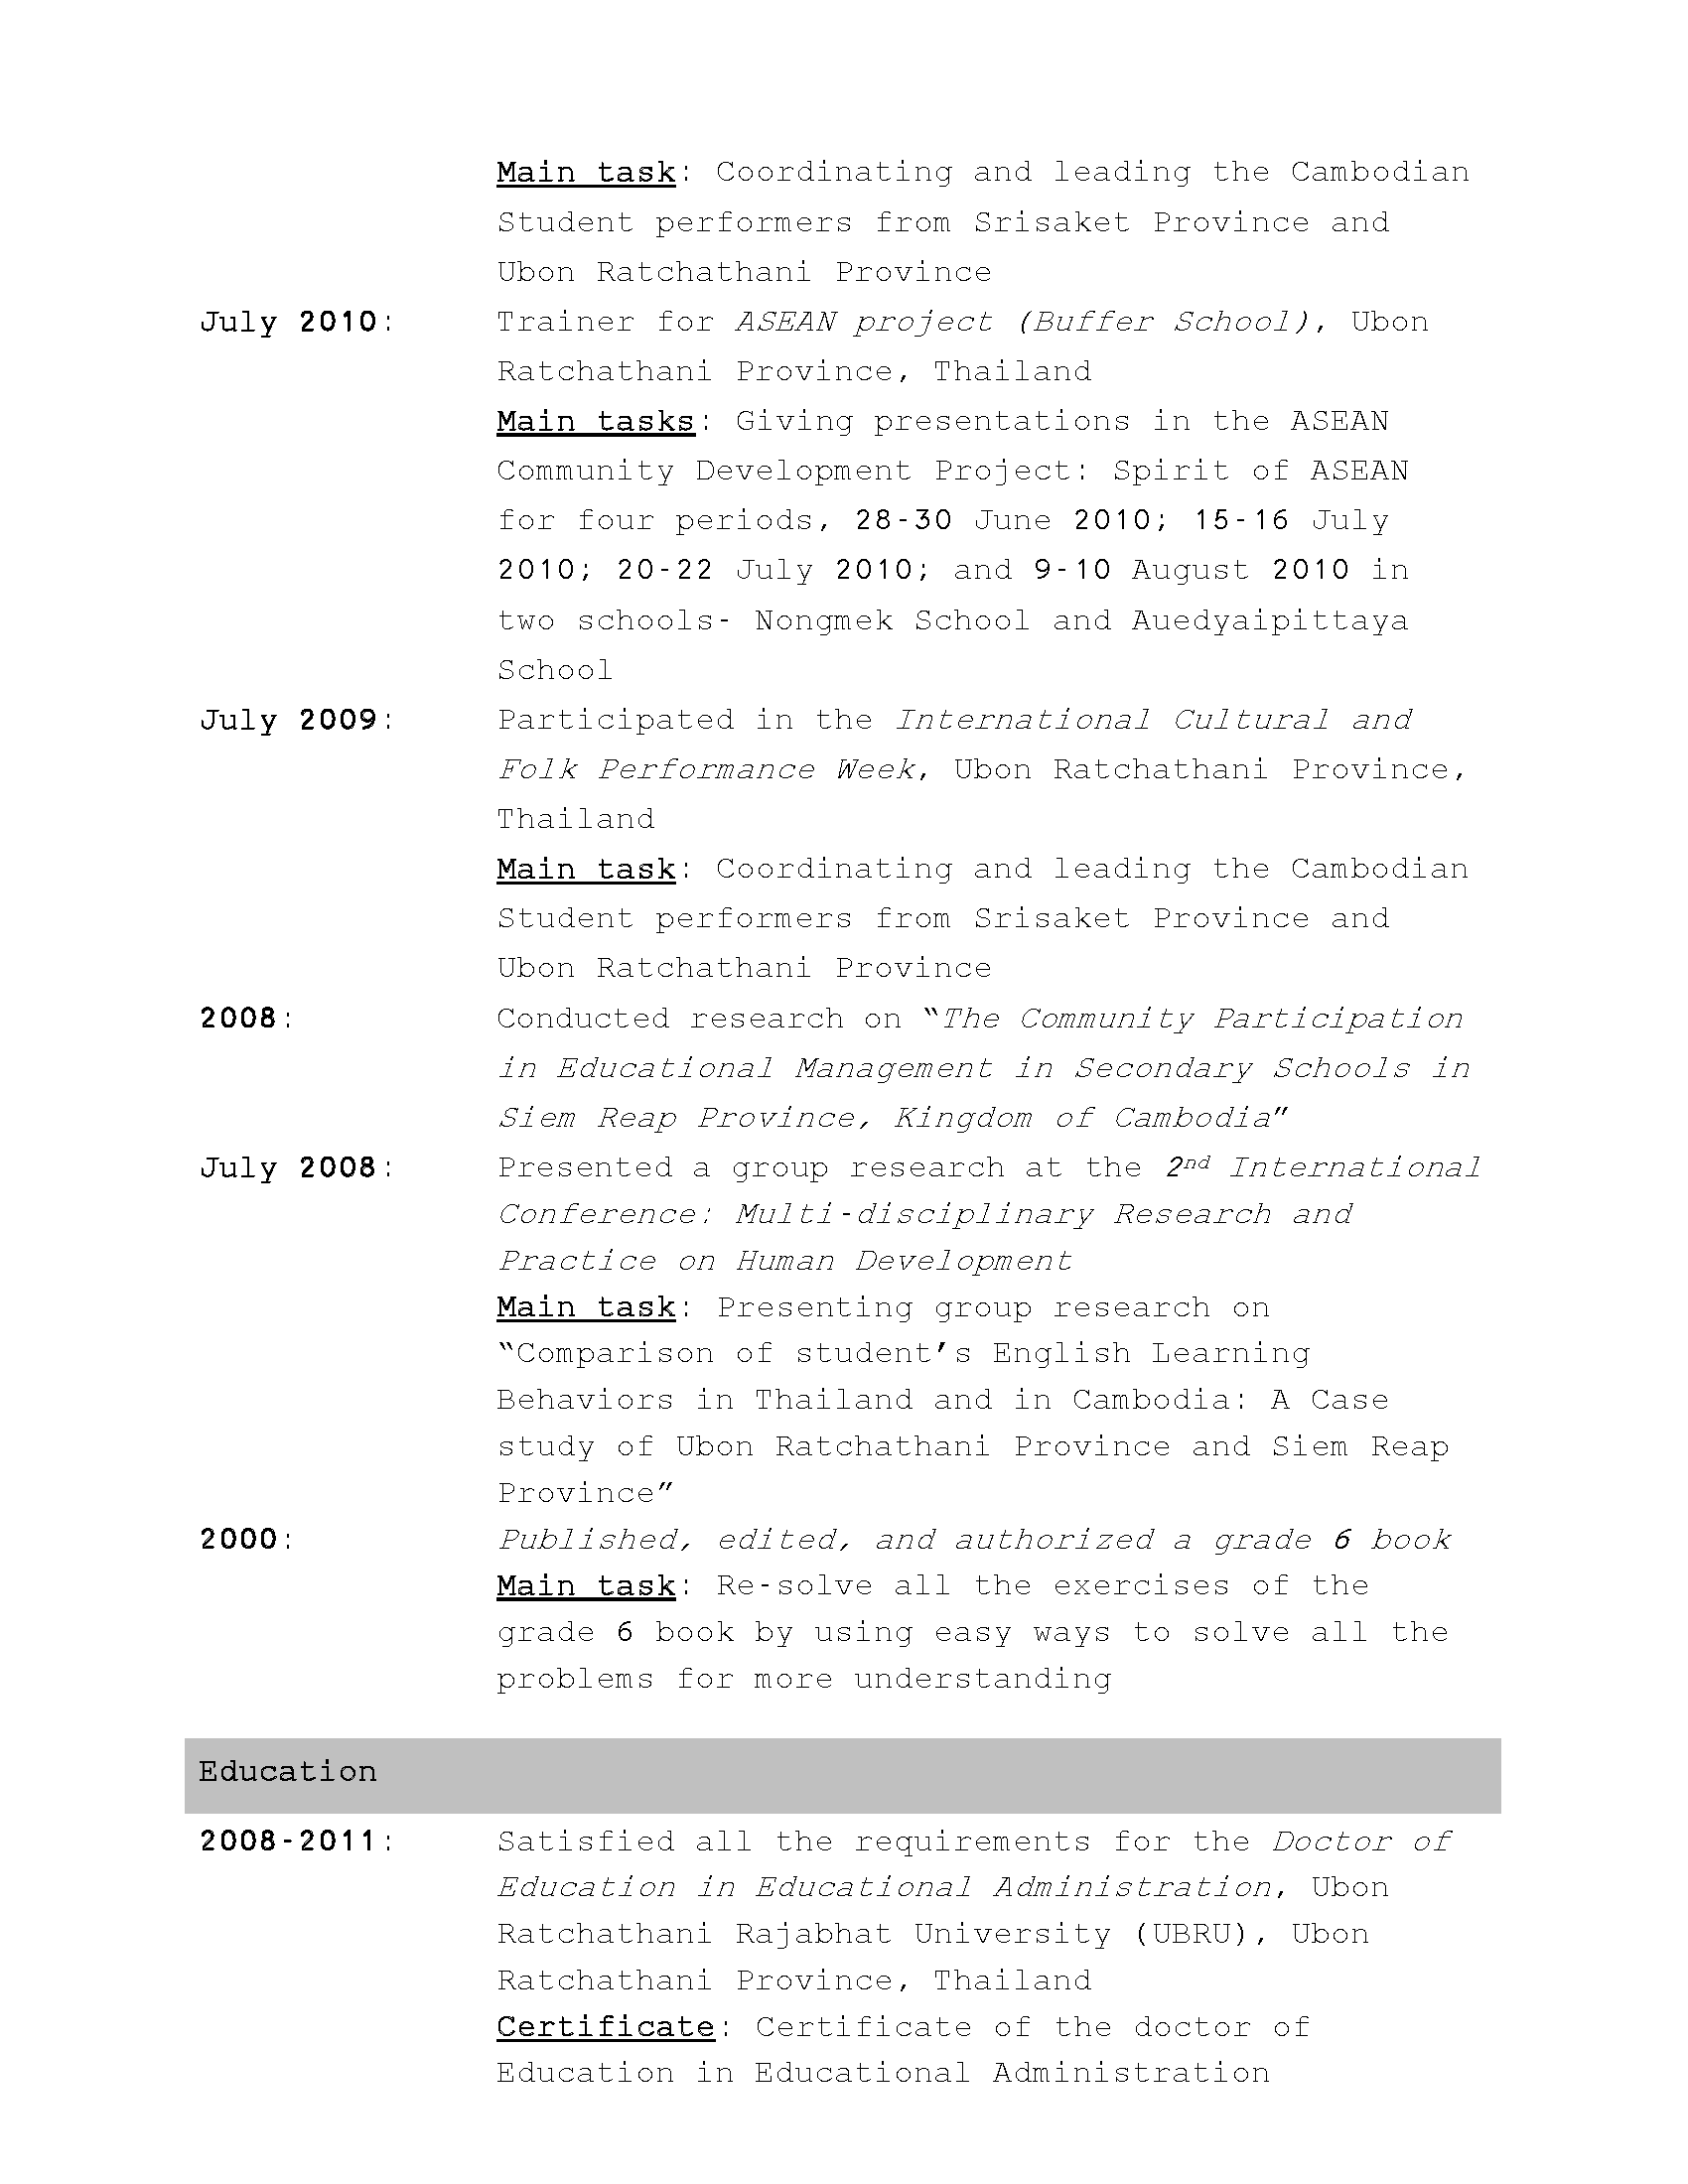 Main task: Coordinating and leading the Cambodian
Student performers from Srisaket Province and
Ubon Ratchathani Province
July 2010: Trainer for ASEAN project (Buffer School), Ubon
Ratchathani Province, Thailand
Main tasks: Giving presentations in the ASEAN
Community Development Project: Spirit of ASEAN
for four periods, 28-30 June 2010; 15-16 July
2010; 20-22 July 2010; and 9-10 August 2010 in
two schools- Nongmek School and Auedyaipittaya
School
July 2009: Participated in the International Cultural and
Folk Performance Week, Ubon Ratchathani Province,
Thailand
Main task: Coordinating and leading the Cambodian
Student performers from Srisaket Province and
Ubon Ratchathani Province
2008: Conducted research on “The Community Participation
in Educational Management in Secondary Schools in
Siem Reap Province, Kingdom of Cambodia”
July 2008: Presented a group research at the 2nd International
Conference: Multi-disciplinary Research and
Practice on Human Development
Main task: Presenting group research on
“Comparison of student’s English Learning
Behaviors in Thailand and in Cambodia: A Case
study of Ubon Ratchathani Province and Siem Reap
Province”
2000: Published, edited, and authorized a grade 6 book
Main task: Re-solve all the exercises of the
grade 6 book by using easy ways to solve all the
problems for more understanding
Education
2008-2011: Satisfied all the requirements for the Doctor of
Education in Educational Administration, Ubon
Ratchathani Rajabhat University (UBRU), Ubon
Ratchathani Province, Thailand
Certificate: Certificate of the doctor of
Education in Educational Administration